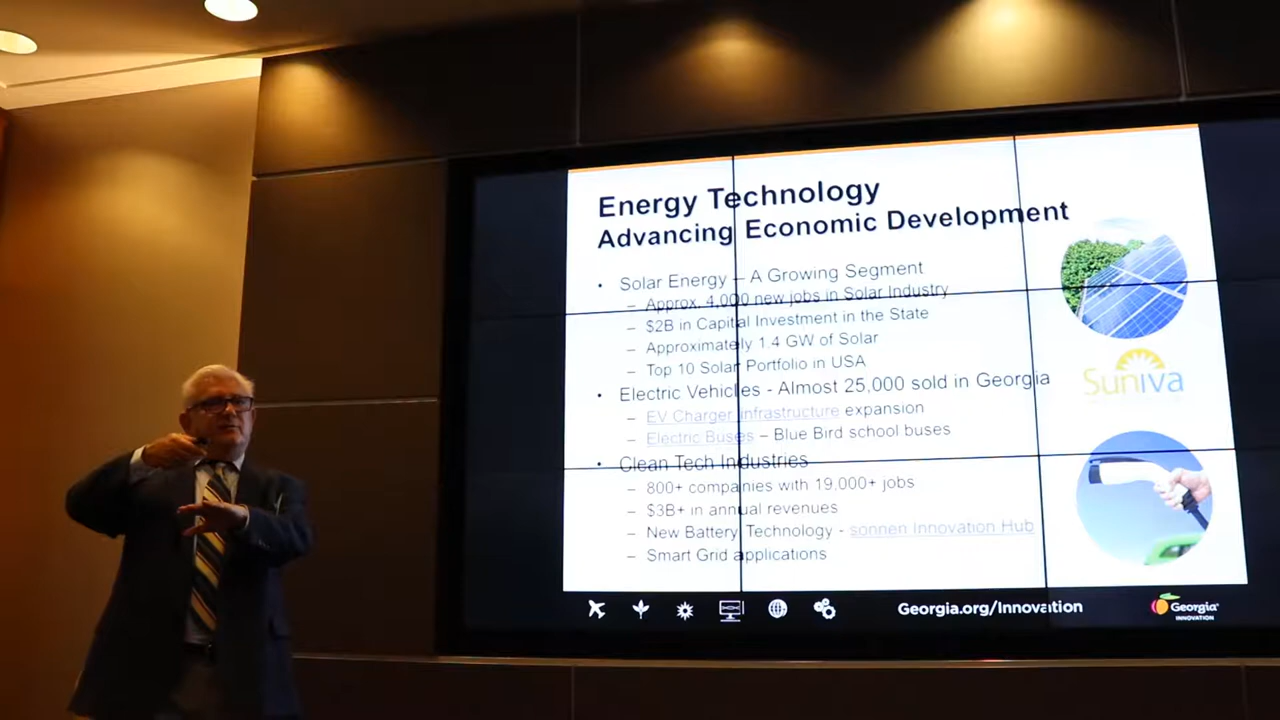 Energy Technology
Advancing Economic Development
• Solar Energy – A Growing Segment
– Approx. 4,000 new jobs in Solar Industry
– $2B in Capital Investment in the State
– Approximately 1.4 GW of Solar
– Top 10 Solar Portfolio in USA
• Electric Vehicles - Almost 25,000 sold in Georgia
– EV Charger infrastructure expansion
– Electric Buses – Blue Bird school buses
• Clean Tech Industries
– 800+ companies with 19,000+ jobs
– $3B+ in annual revenues
– New Battery Technology - sonnen Innovation Hub
– Smart Grid applications
Suniva
Georgia.org/Innovation
Georgia
INNOVATION